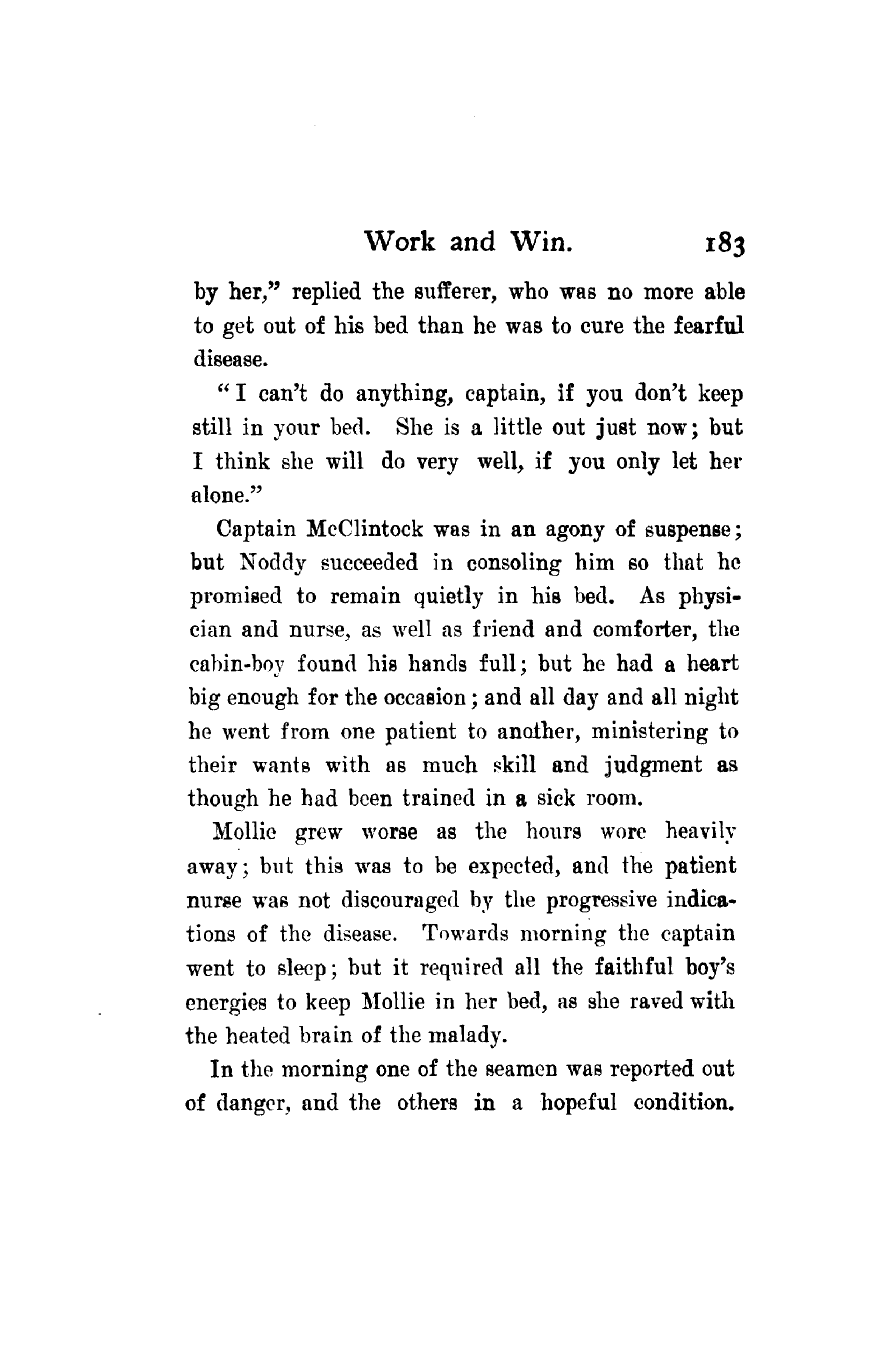 Work and Win. 183
by her,” replied the sufferer, who was no more able
to get out of his bed than he was to cure the fearful
disease.
“ I can’t do anything, captain, if you don’t keep
still in your bed. She is a little out just now; but
I think she will do very well, if you only let her
alone.”
Captain McClintock was in an agony of suspense;
but Noddy succeeded in consoling him so that he
promised to remain quietly in his bed. As physi-
cian and nurse, as well as friend and comforter, the
cabin-boy found his hands full; but he had a heart
big enough for the occasion; and all day and all night
he went from one patient to another, ministering to
their wants with as much skill and judgment as
though he had been trained in a sick room.
Mollie grew worse as the hours wore heavily
away; but this was to be expected, and the patient
nurse was not discouraged by the progressive indica-
tions of the disease. Towards morning the captain
went to sleep; but it required all the faithful boy’s
energies to keep Mollie in her bed, as she raved with
the heated brain of the malady.
In the morning one of the seamen was reported out
of danger, and the others in a hopeful condition.